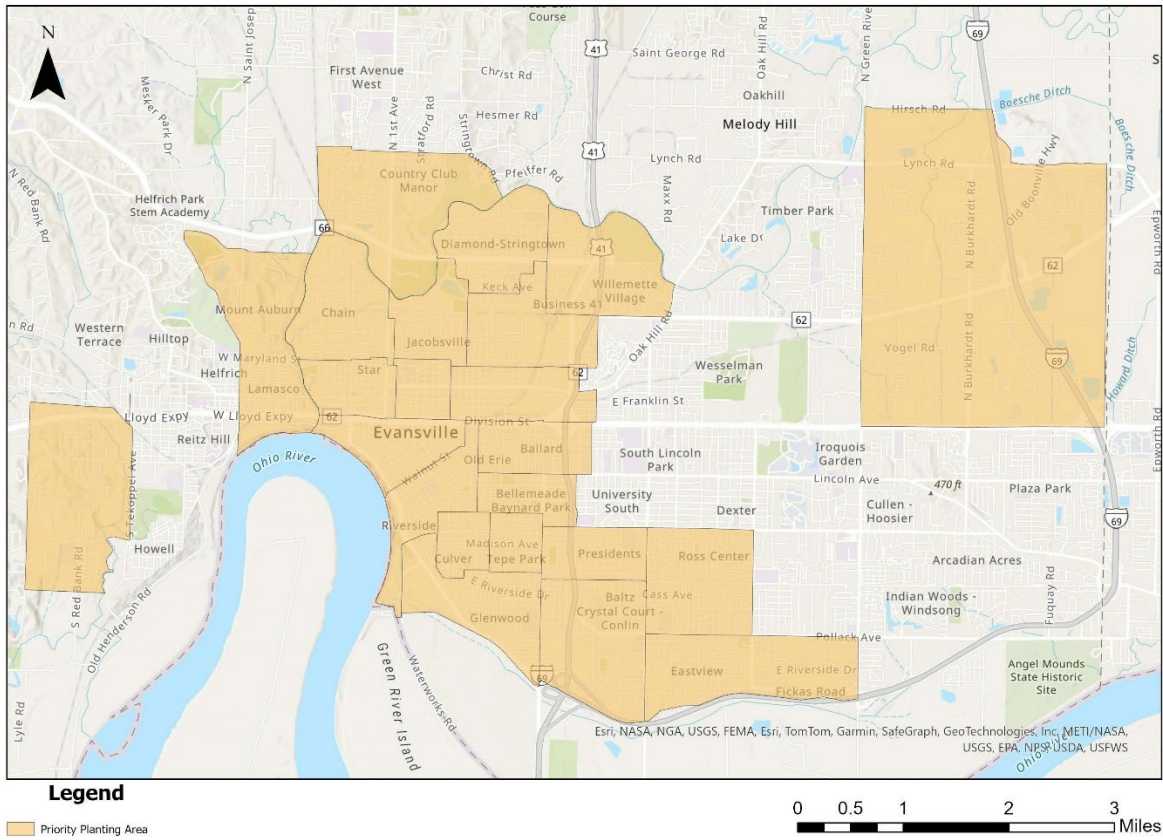 N
Course
N Saint Joseph
Mesker Park Dr
First Avenue
West
N 1st Ave
Stratford Rd
Stringtown Rd
Christ Rd
Hesmer Rd
Pfeiffer Rd
41
41
Saint George Rd
Oak Hill Rd
Oakhill
Melody Hill
Lynch Rd
Maxx Rd
N Green River
69
S
Hirsch Rd
Boesche Ditch
Boesche Ditch
Lynch Rd
Old Boonville Hwy
N Burkhardt Rd
N Red Bank Rd
Helfrich Park
Stem Academy
Country Club
Manor
66
Timber Park
Lake Dr
Epworth Rd
Diamond-Stringtown
41
62
Keck Ave
Willemette
Village
Business 41
Mount Auburn
Chain
Jacobsville
62
Oak Hill Rd
n Rd
Western
Terrace
Hilltop
W Maryland St
Helfrich
Star
Lamasco
62
Wesselman
Park
Vogel Rd
N Burkhardt Rd
69
Howard Ditch
E Franklin St
Lloyd Expy
W Lloyd Expy
62
Division St
Reitz Hill
Evansville
Ohio River
Walnut St
Old Erie
Ballard
South Lincoln
Park
Iroquois
Garden
Lincoln Ave
470 ft
Plaza Park
Epworth Rd
S Tekoppel Ave
Bellemeade
Baynard Park
University
South
Dexter
Cullen -
Hoosier
69
Riverside
Howell
Madison Ave
Culver
Tepe Park
Presidents
Ross Center
Arcadian Acres
S Red Bank Rd
Old Henderson Rd
E Riverside Dr
Glenwood
Baltz
Cass Ave
Crystal Court -
Conlin
Indian Woods -
Windsong
Fuquay Rd
Pollack Ave
Lyle Rd
Green River Island
Waterworks Rd
69
Eastview
E Riverside Dr
Fickas Road
Angel Mounds
State Historic
Site
Ohio River
Esri, NASA, NGA, USGS, FEMA, Esri, TomTom, Garmin, SafeGraph, GeoTechnologies, Inc, METI/NASA,
USGS, EPA, NPS, USDA, USFWS
Legend
Priority Planting Area
0 0.5 1 2 3
Miles